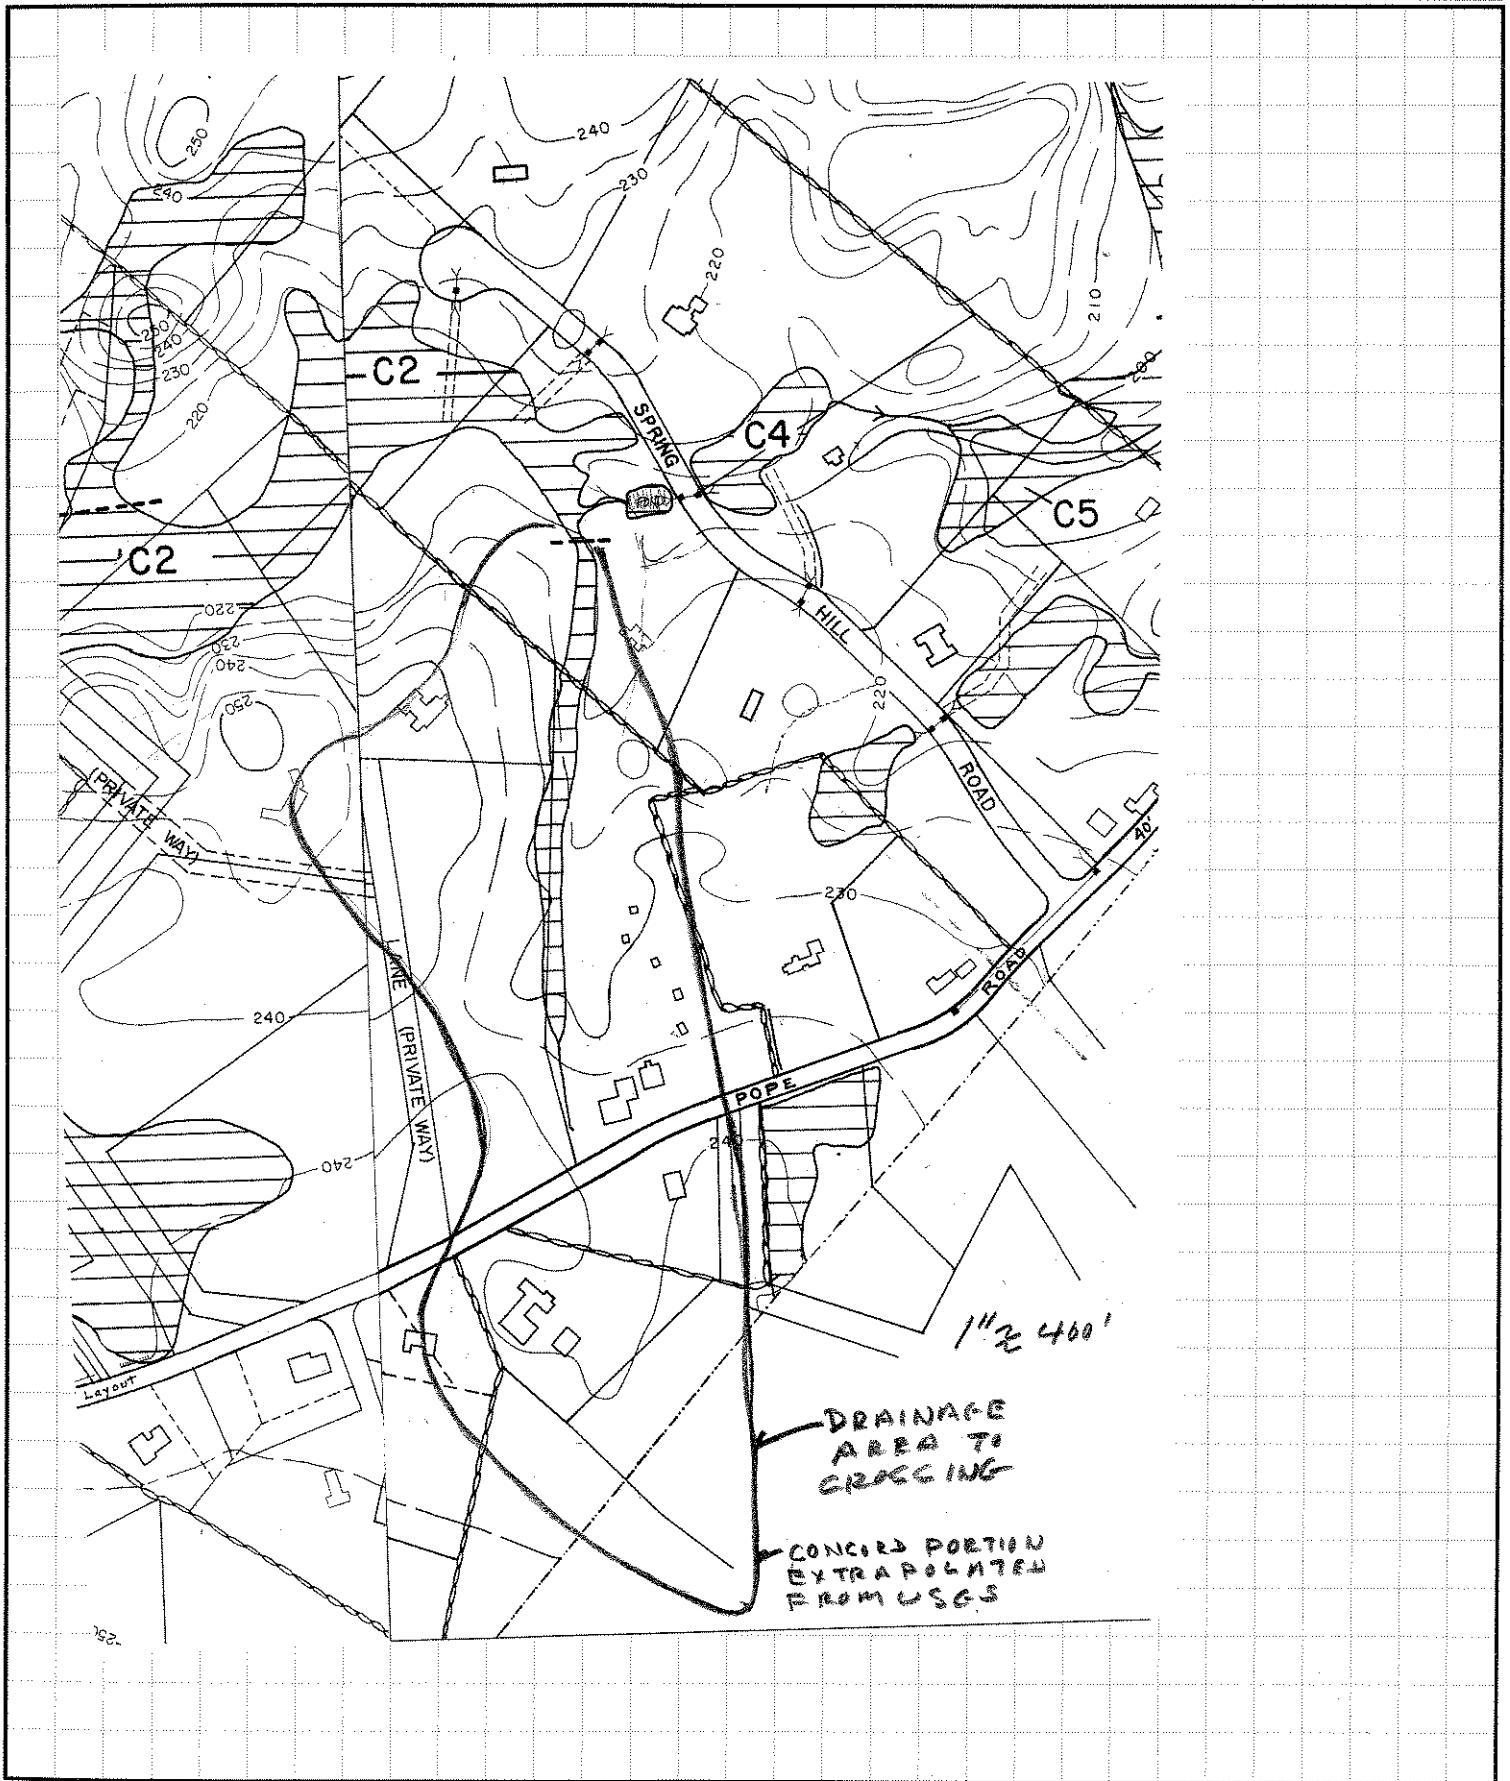 250
240
240
230
220
210
200
250
240
230
220
C2
SPRING
C4
C5
C2
220
230
240
250
HILL
220
(PRIVATE WAY)
ROAD
40'
230
LANE (PRIVATE WAY)
ROAD
240
POPE
240
240
1" ≈ 400'
Layout
DRAINAGE
AREA TO
CROSSING
CONCORD PORTION
EXTRAPOLATED
FROM USGS